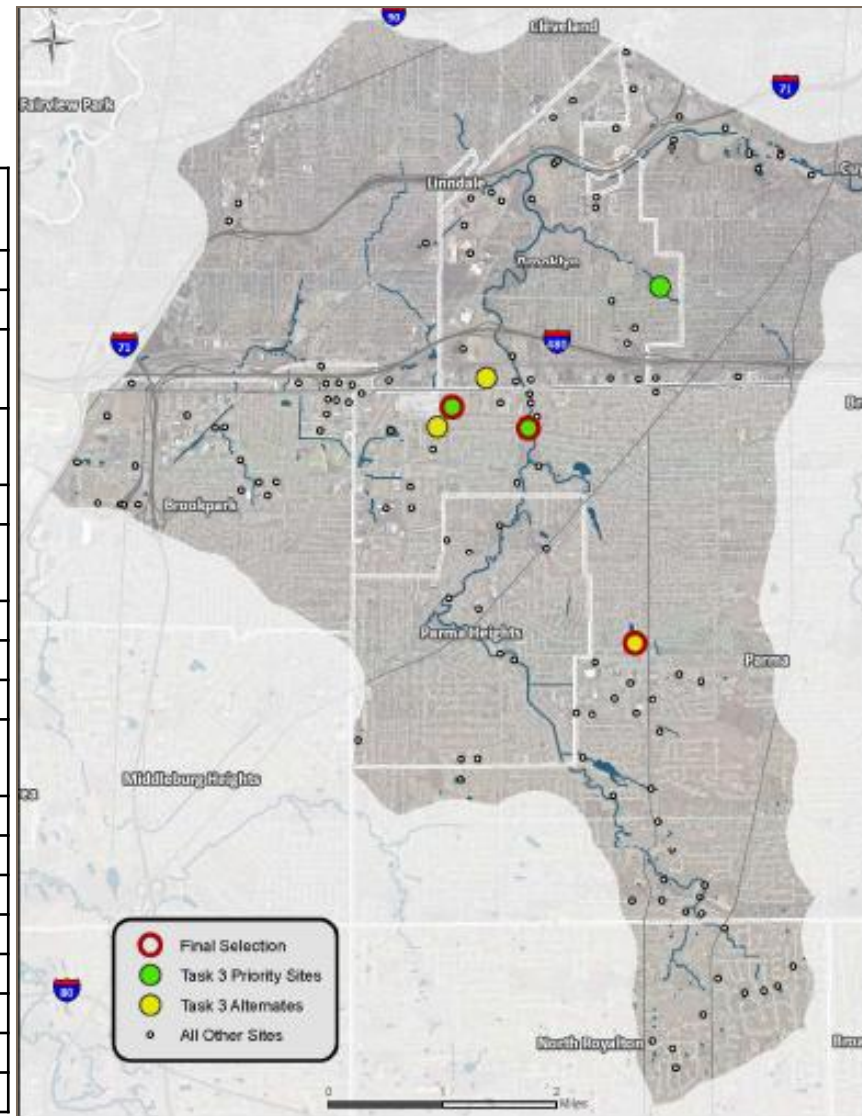 90
Cleveland
Fairview Park
71
Linndale
Brooklyn
71
480
Brookpark
Parma Heights
Parma
Middleburg Heights
Final Selection
Task 3 Priority Sites
Task 3 Alternates
All Other Sites
80
North Royalton
0 1 2
Miles